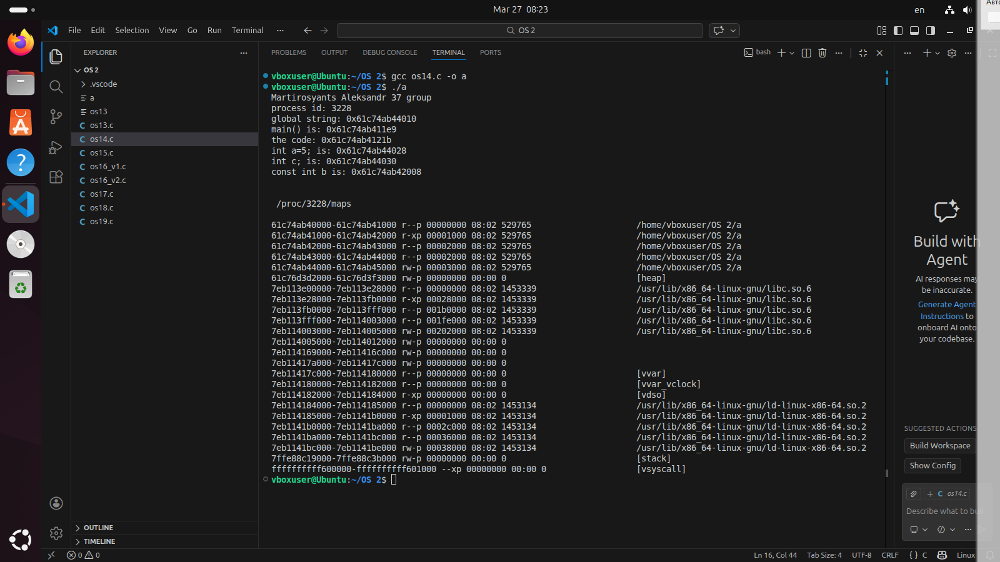 Mar 27 08:23
en
File Edit Selection View Go Run Terminal ···
OS 2
EXPLORER
OS 2
.vscode
a
os13
C os13.c
C os14.c
C os15.c
C os16_v1.c
C os16_v2.c
C os17.c
C os18.c
C os19.c
OUTLINE
TIMELINE
PROBLEMS OUTPUT DEBUG CONSOLE TERMINAL PORTS
bash
vboxuser@Ubuntu:~/OS 2$ gcc os14.c -o a
vboxuser@Ubuntu:~/OS 2$ ./a
Martirosyants Aleksandr 37 group
process id: 3228
global string: 0x61c74ab44010
main() is: 0x61c74ab411e9
the code: 0x61c74ab4121b
int a=5; is: 0x61c74ab44028
int c; is: 0x61c74ab44030
const int b is: 0x61c74ab42008
/proc/3228/maps
61c74ab40000-61c74ab41000 r--p 00000000 08:02 529765 /home/vboxuser/OS 2/a
61c74ab41000-61c74ab42000 r-xp 00001000 08:02 529765 /home/vboxuser/OS 2/a
61c74ab42000-61c74ab43000 r--p 00002000 08:02 529765 /home/vboxuser/OS 2/a
61c74ab43000-61c74ab44000 r--p 00002000 08:02 529765 /home/vboxuser/OS 2/a
61c74ab44000-61c74ab45000 rw-p 00003000 08:02 529765 /home/vboxuser/OS 2/a
61c76d3d2000-61c76d3f3000 rw-p 00000000 00:00 0 [heap]
7eb113e00000-7eb113e28000 r--p 00000000 08:02 1453339 /usr/lib/x86_64-linux-gnu/libc.so.6
7eb113e28000-7eb113fb0000 r-xp 00028000 08:02 1453339 /usr/lib/x86_64-linux-gnu/libc.so.6
7eb113fb0000-7eb113fff000 r--p 001b0000 08:02 1453339 /usr/lib/x86_64-linux-gnu/libc.so.6
7eb113fff000-7eb114003000 r--p 001fe000 08:02 1453339 /usr/lib/x86_64-linux-gnu/libc.so.6
7eb114003000-7eb114005000 rw-p 00202000 08:02 1453339 /usr/lib/x86_64-linux-gnu/libc.so.6
7eb114005000-7eb114012000 rw-p 00000000 00:00 0
7eb114169000-7eb11416c000 rw-p 00000000 00:00 0
7eb11417a000-7eb11417c000 rw-p 00000000 00:00 0
7eb11417c000-7eb114180000 r--p 00000000 00:00 0 [vvar]
7eb114180000-7eb114182000 r--p 00000000 00:00 0 [vvar_vclock]
7eb114182000-7eb114184000 r-xp 00000000 00:00 0 [vdso]
7eb114184000-7eb114185000 r--p 00000000 08:02 1453134 /usr/lib/x86_64-linux-gnu/ld-linux-x86-64.so.2
7eb114185000-7eb1141b0000 r-xp 00001000 08:02 1453134 /usr/lib/x86_64-linux-gnu/ld-linux-x86-64.so.2
7eb1141b0000-7eb1141ba000 r--p 0002c000 08:02 1453134 /usr/lib/x86_64-linux-gnu/ld-linux-x86-64.so.2
7eb1141ba000-7eb1141bc000 r--p 00036000 08:02 1453134 /usr/lib/x86_64-linux-gnu/ld-linux-x86-64.so.2
7eb1141bc000-7eb1141be000 rw-p 00038000 08:02 1453134 /usr/lib/x86_64-linux-gnu/ld-linux-x86-64.so.2
7ffe88c19000-7ffe88c3b000 rw-p 00000000 00:00 0 [stack]
ffffffffff600000-ffffffffff601000 --xp 00000000 00:00 0 [vsyscall]
vboxuser@Ubuntu:~/OS 2$
Build with
Agent
AI responses may
be inaccurate.
Generate Agent
Instructions to
onboard AI onto
your codebase.
SUGGESTED ACTIONS
Build Workspace
Show Config
+ C os14.c
Describe what to
0 0
Ln 16, Col 44 Tab Size: 4 UTF-8 CRLF { } C Linux